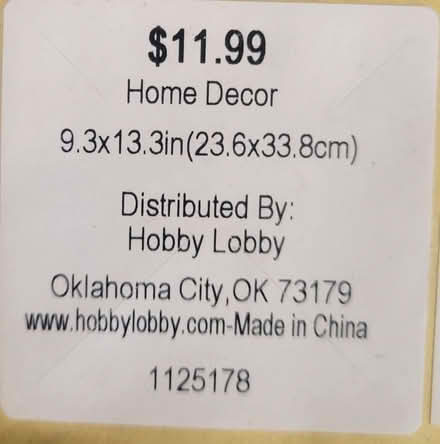 $11.99
Home Decor
9.3x13.3in(23.6x33.8cm)
Distributed By:
Hobby Lobby
Oklahoma City,OK 73179
www.hobbylobby.com-Made in China
1125178